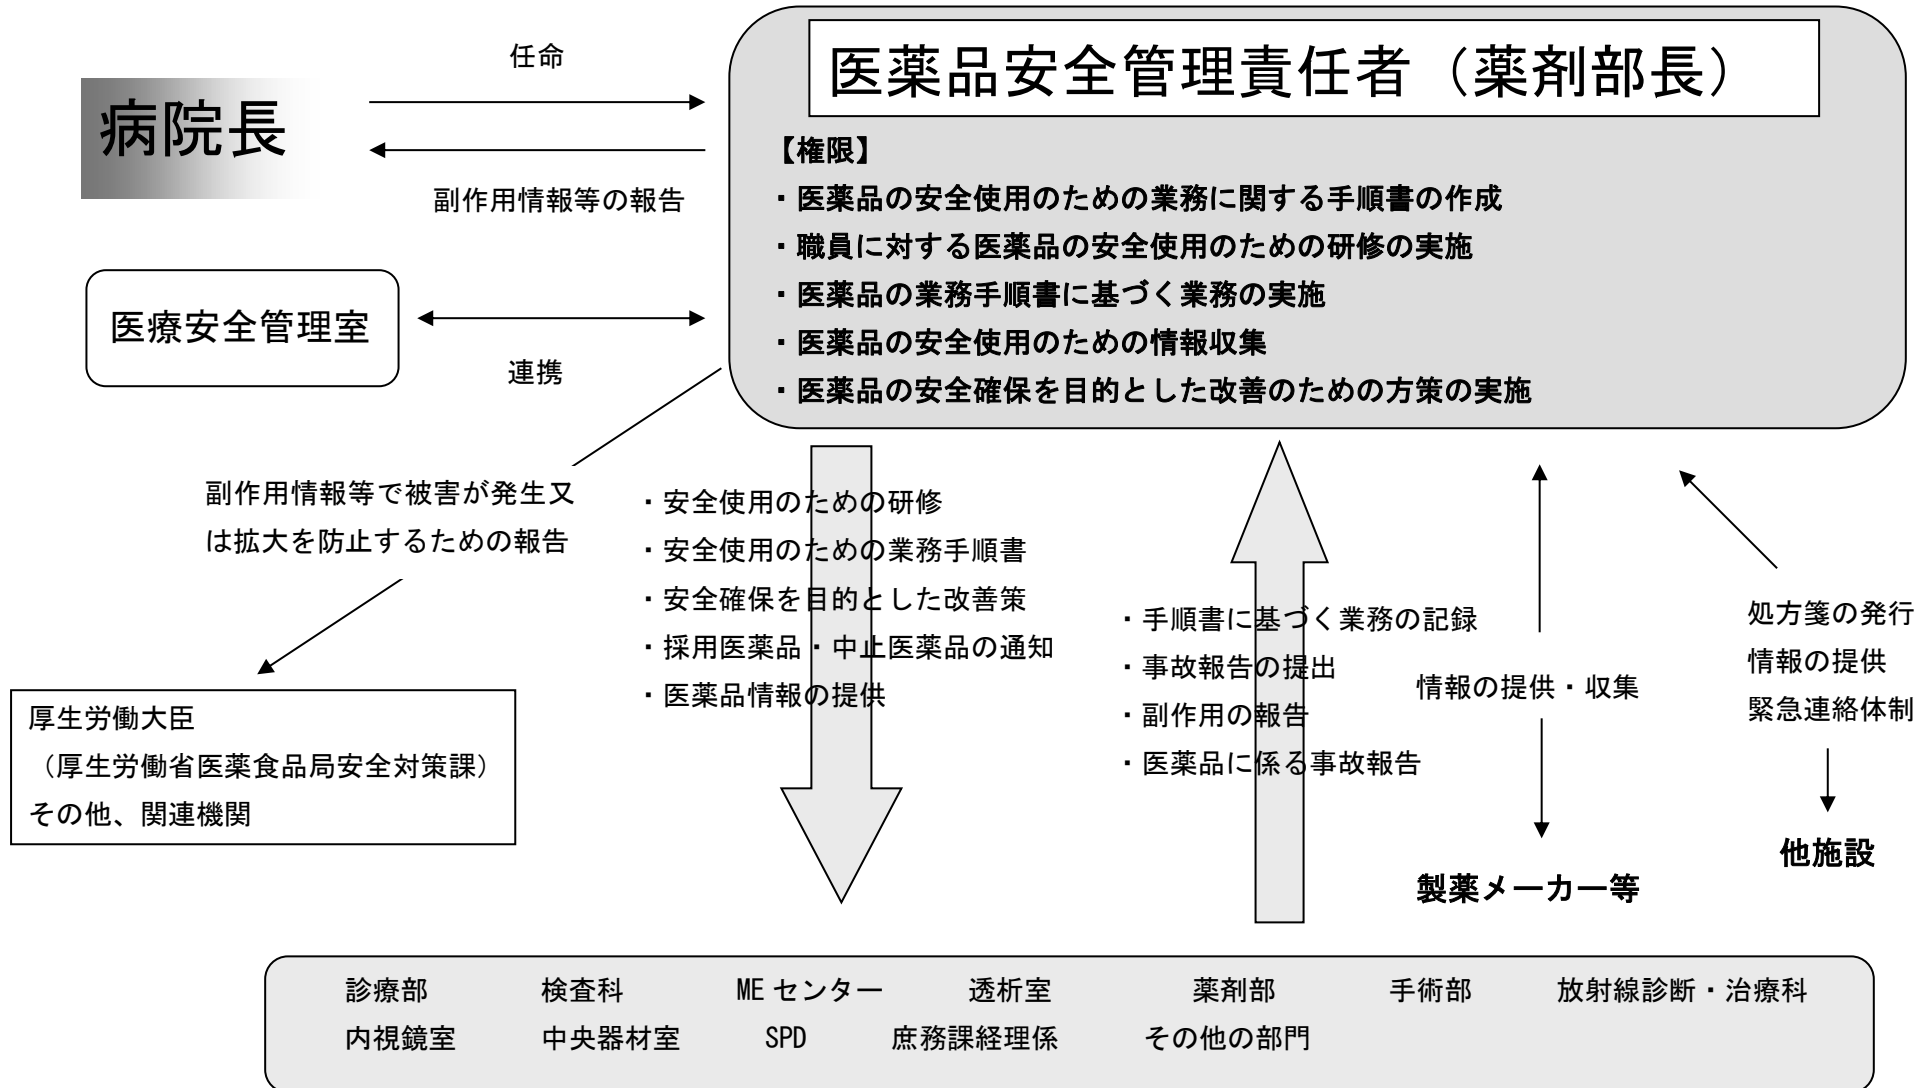 任命
病院長
副作用情報等の報告
医療安全管理室
連携
医薬品安全管理責任者（薬剤部長）
【権限】
・医薬品の安全使用のための業務に関する手順書の作成
・職員に対する医薬品の安全使用のための研修の実施
・医薬品の業務手順書に基づく業務の実施
・医薬品の安全使用のための情報収集
・医薬品の安全確保を目的とした改善のための方策の実施
副作用情報等で被害が発生又
は拡大を防止するための報告
厚生労働大臣
（厚生労働省医薬食品局安全対策課）
その他、関連機関
・安全使用のための研修
・安全使用のための業務手順書
・安全確保を目的とした改善策
・採用医薬品・中止医薬品の通知
・医薬品情報の提供
・手順書に基づく業務の記録
・事故報告の提出
・副作用の報告
・医薬品に係る事故報告
情報の提供・収集
製薬メーカー等
処方箋の発行
情報の提供
緊急連絡体制
他施設
診療部 検査科 MEセンター 透析室 薬剤部 手術部 放射線診断・治療科
内視鏡室 中央器材室 SPD 庶務課経理係 その他の部門